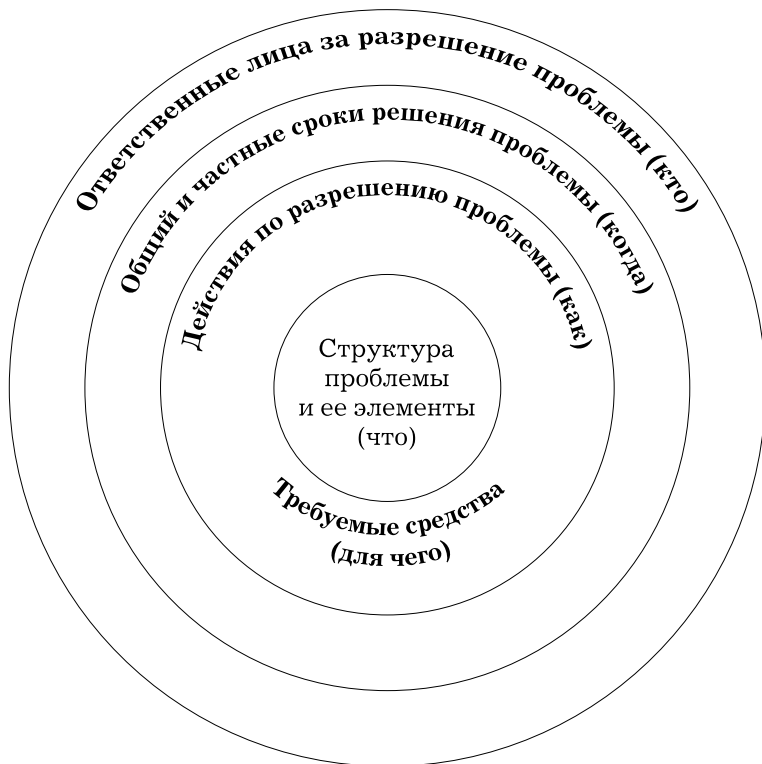 Ответственные лица за разрешение проблемы (кто)
Общий и частные сроки решения проблемы (когда)
Действия по разрешению проблемы (как)
Структура
проблемы
и ее элементы
(что)
Требуемые средства
(для чего)